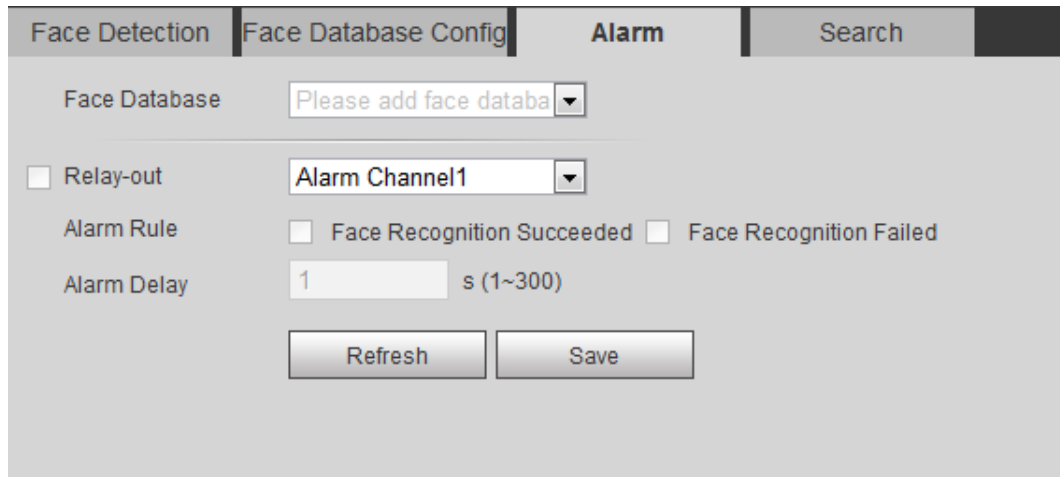 Face Detection Face Database Config Alarm Search
Face Database Please add face databa
Relay-out Alarm Channel1
Alarm Rule Face Recognition Succeeded Face Recognition Failed
Alarm Delay 1 s (1~300)
Refresh Save